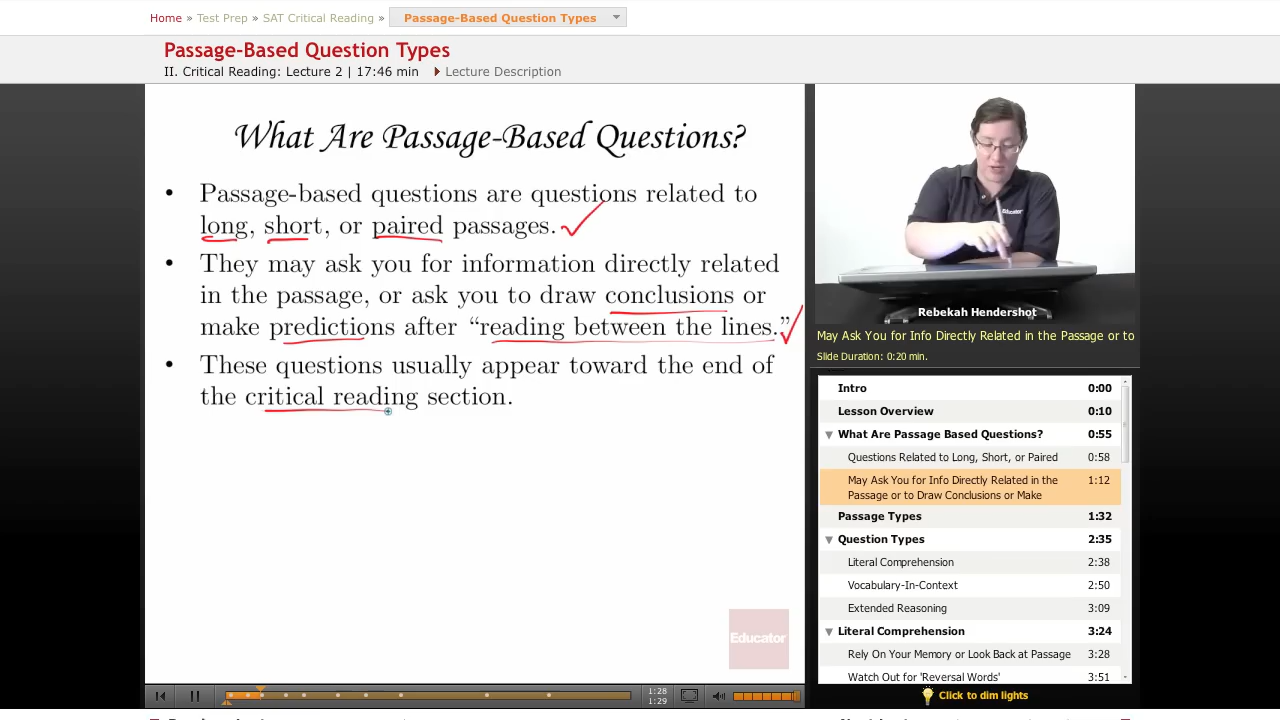 Home » Test Prep » SAT Critical Reading » Passage-Based Question Types
Passage-Based Question Types
II. Critical Reading: Lecture 2 | 17:46 min Lecture Description
What Are Passage-Based Questions?
• Passage-based questions are questions related to
long, short, or paired passages.
• They may ask you for information directly related
in the passage, or ask you to draw conclusions or
make predictions after “reading between the lines.”
• These questions usually appear toward the end of
the critical reading section.
Educator
1:28
1:29
Educator
Rebekah Hendershot
May Ask You for Info Directly Related in the Passage or to
Slide Duration: 0:20 min.
Intro 0:00
Lesson Overview 0:10
What Are Passage Based Questions? 0:55
Questions Related to Long, Short, or Paired 0:58
May Ask You for Info Directly Related in the 1:12
Passage or to Draw Conclusions or Make
Passage Types 1:32
Question Types 2:35
Literal Comprehension 2:38
Vocabulary-In-Context 2:50
Extended Reasoning 3:09
Literal Comprehension 3:24
Rely On Your Memory or Look Back at Passage 3:28
Watch Out for 'Reversal Words' 3:51
Click to dim lights